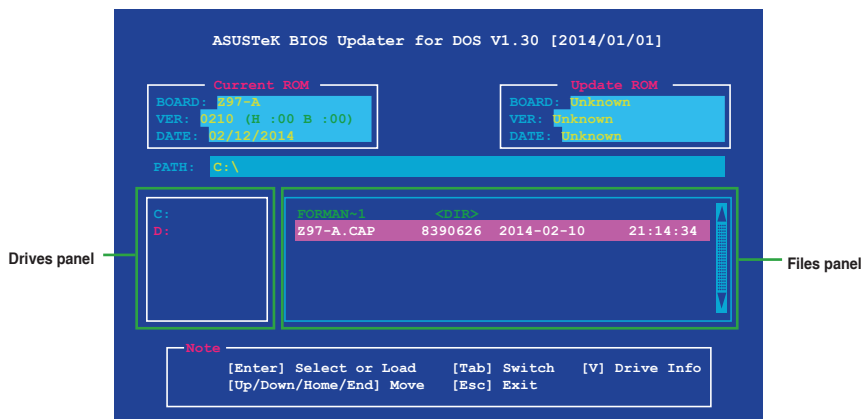 ASUSTeK BIOS Updater for DOS V1.30 [2014/01/01]
Current ROM
BOARD: Z97-A
VER: 0210 (H :00 B :00)
DATE: 02/12/2014
Update ROM
BOARD: Unknown
VER: Unknown
DATE: Unknown
PATH: C:\
C:
D:
FORMAN~1 <DIR>
Z97-A.CAP 8390626 2014-02-10 21:14:34
Drives panel
Files panel
Note
[Enter] Select or Load [Tab] Switch [V] Drive Info
[Up/Down/Home/End] Move [Esc] Exit